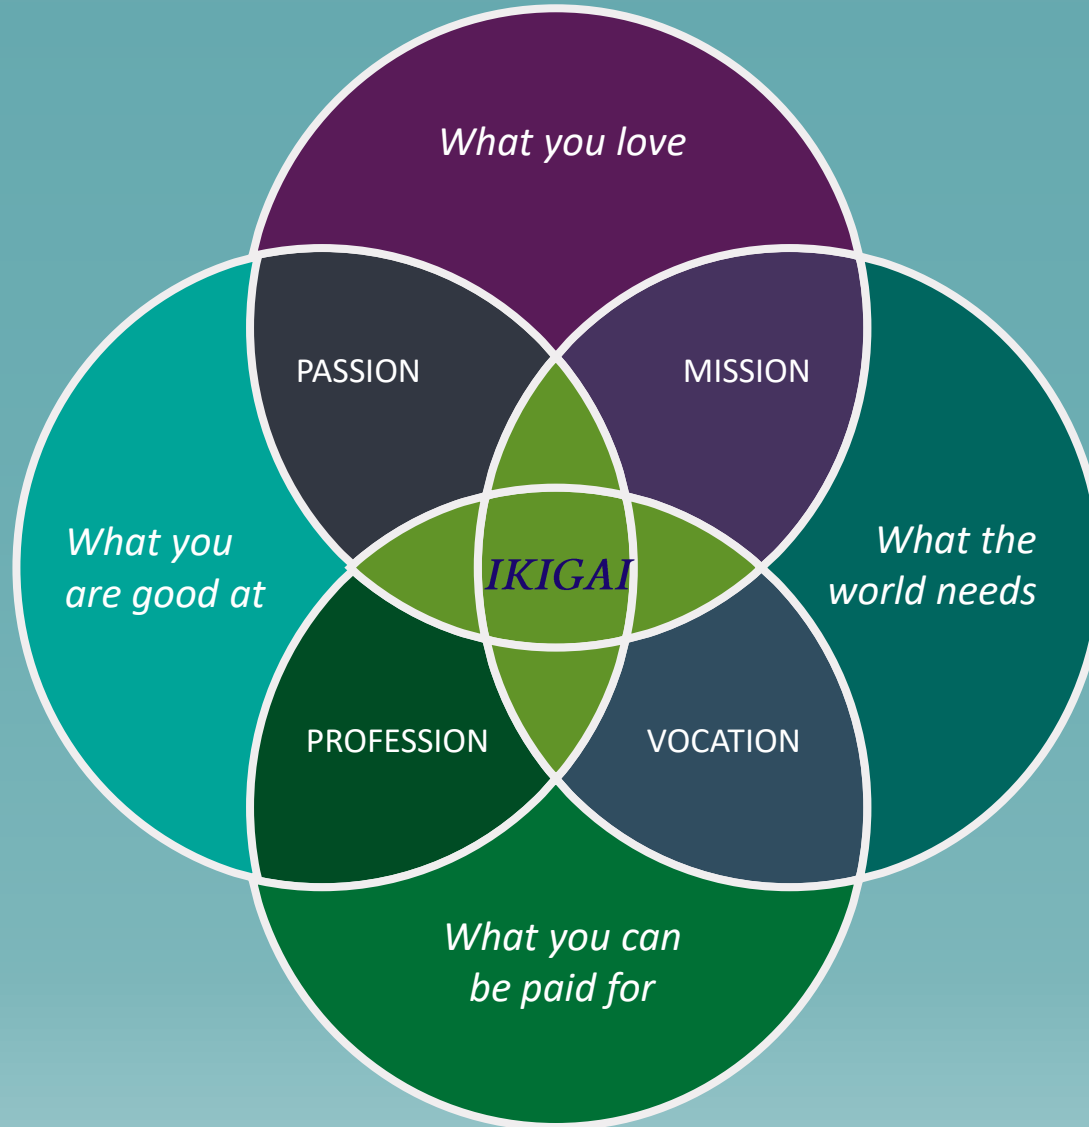 What you love
PASSION
MISSION
What you
are good at
IKIGAI
What the
world needs
PROFESSION
VOCATION
What you can
be paid for